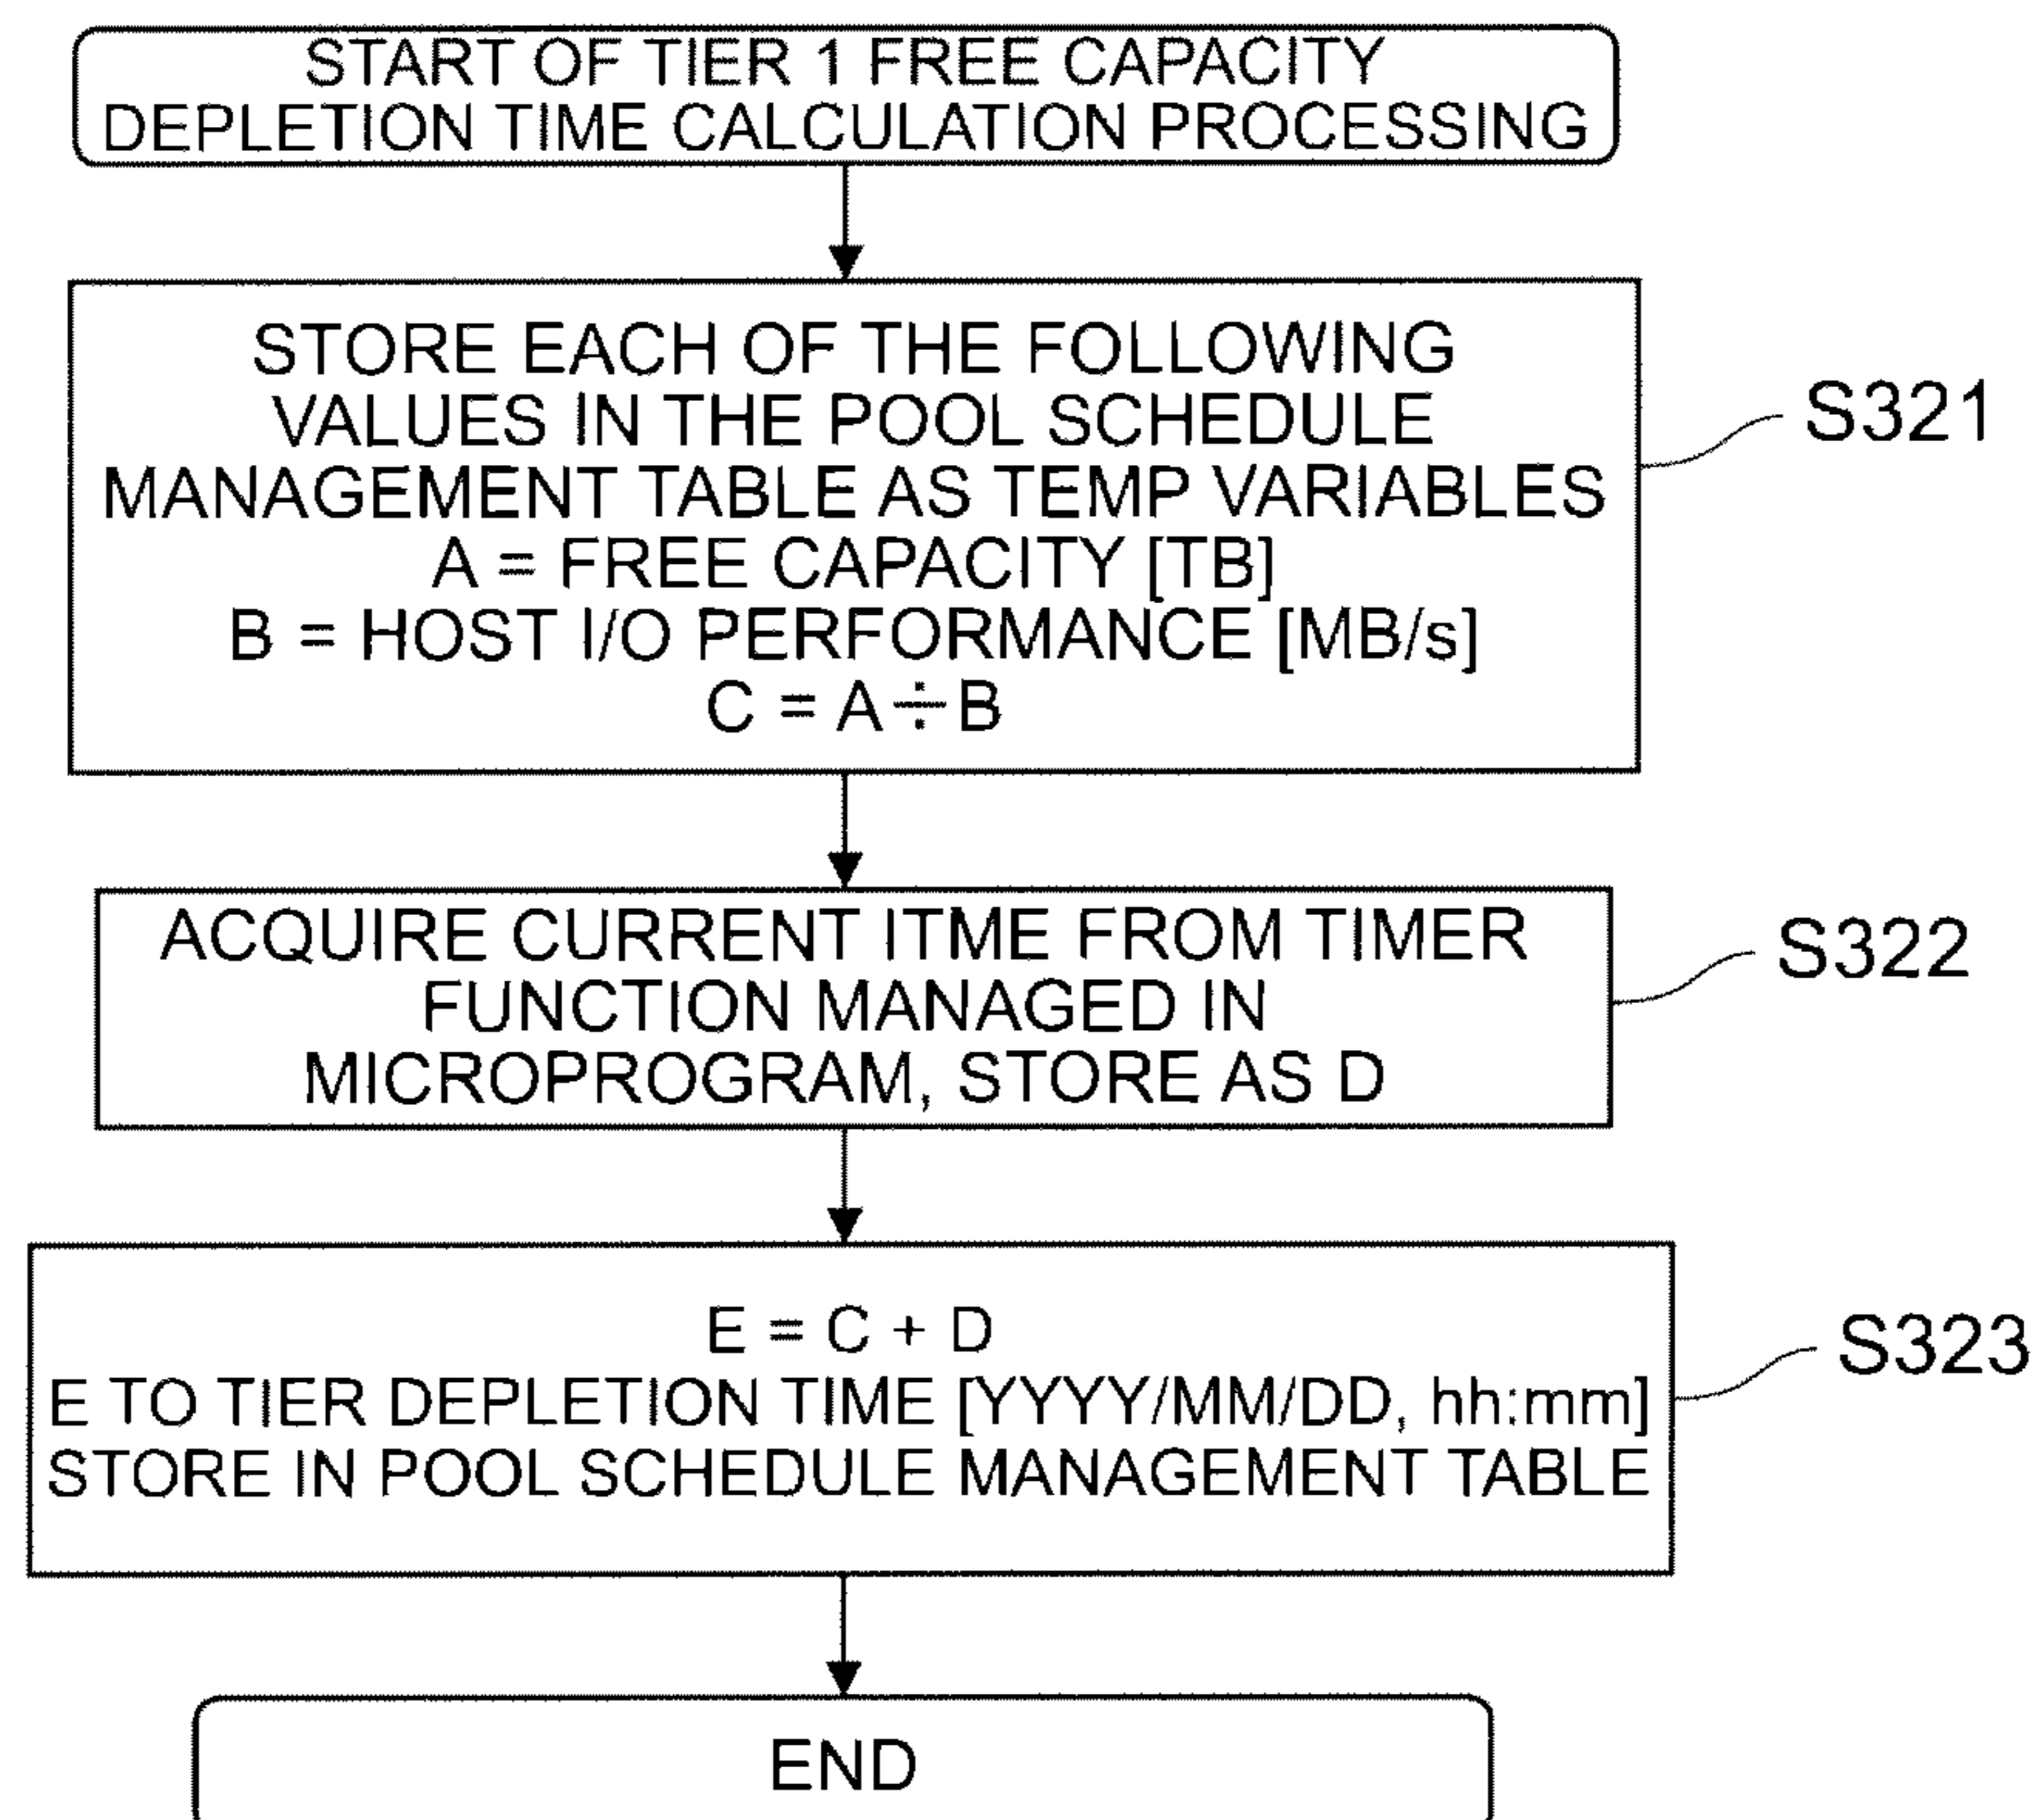 START OF TIER 1 FREE CAPACITY
DEPLETION TIME CALCULATION PROCESSING
STORE EACH OF THE FOLLOWING
VALUES IN THE POOL SCHEDULE
MANAGEMENT TABLE AS TEMP VARIABLES
A = FREE CAPACITY [TB]
B = HOST I/O PERFORMANCE [MB/s]
C = A ÷ B
S321
ACQUIRE CURRENT ITME FROM TIMER
FUNCTION MANAGED IN
MICROPROGRAM, STORE AS D
S322
E = C + D
E TO TIER DEPLETION TIME [YYYY/MM/DD, hh:mm]
STORE IN POOL SCHEDULE MANAGEMENT TABLE
S323
END